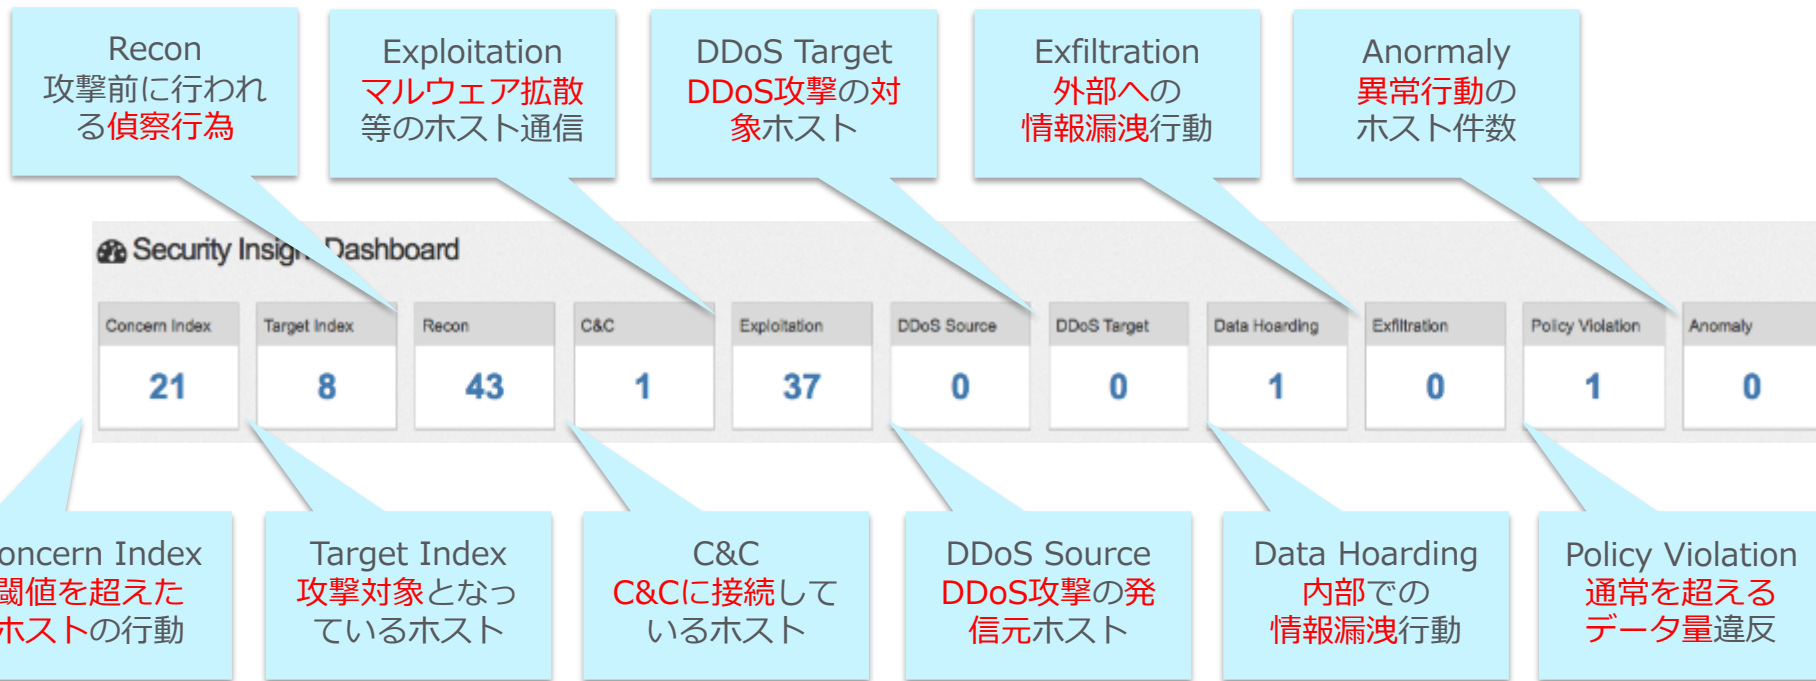 Recon
攻撃前に行われ
る偵察行為
Exploitation
マルウェア拡散
等のホスト通信
DDoS Target
DDoS攻撃の対
象ホスト
Exfiltration
外部への
情報漏洩行動
Anormaly
異常行動の
ホスト件数
Security Insigh Dashboard
Concern Index
Target Index
Recon
C&C
Exploitation
DDoS Source
DDoS Target
Data Hoarding
Exfiltration
Policy Violation
Anomaly
21
8
43
1
37
0
0
1
0
1
0
oncern Index
閾値を超えた
ホストの行動
Target Index
攻撃対象となっ
ているホスト
C&C
C&Cに接続して
いるホスト
DDoS Source
DDoS攻撃の発
信元ホスト
Data Hoarding
内部での
情報漏洩行動
Policy Violation
通常を超える
データ量違反